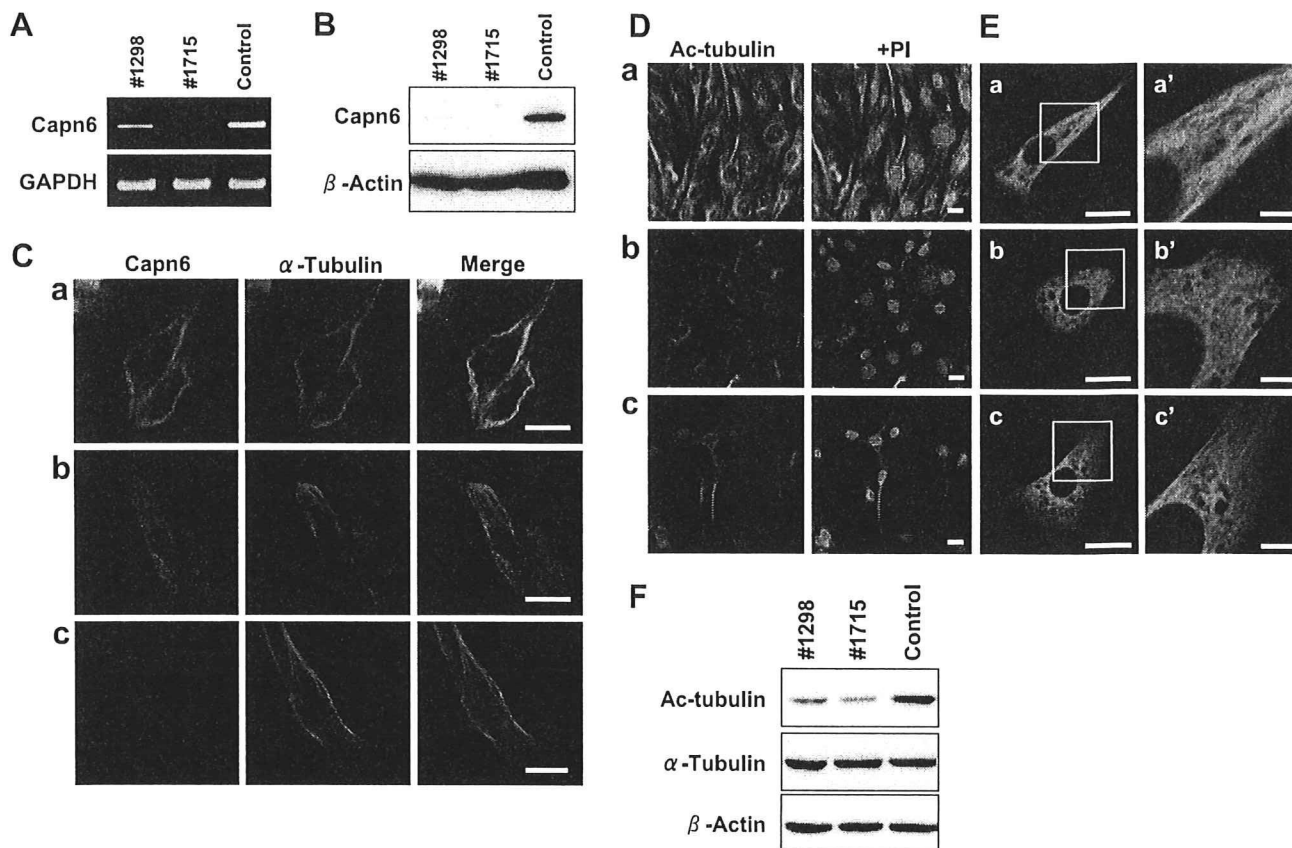 A
#1298 #1715 Control
Capn6
GAPDH
B
#1298 #1715 Control
Capn6
β-Actin
C
Capn6 α-Tubulin Merge
a
b
c
D
Ac-tubulin +PI
a
b
c
E
a a'
b b'
c c'
F
#1298 #1715 Control
Ac-tubulin
α-Tubulin
β-Actin